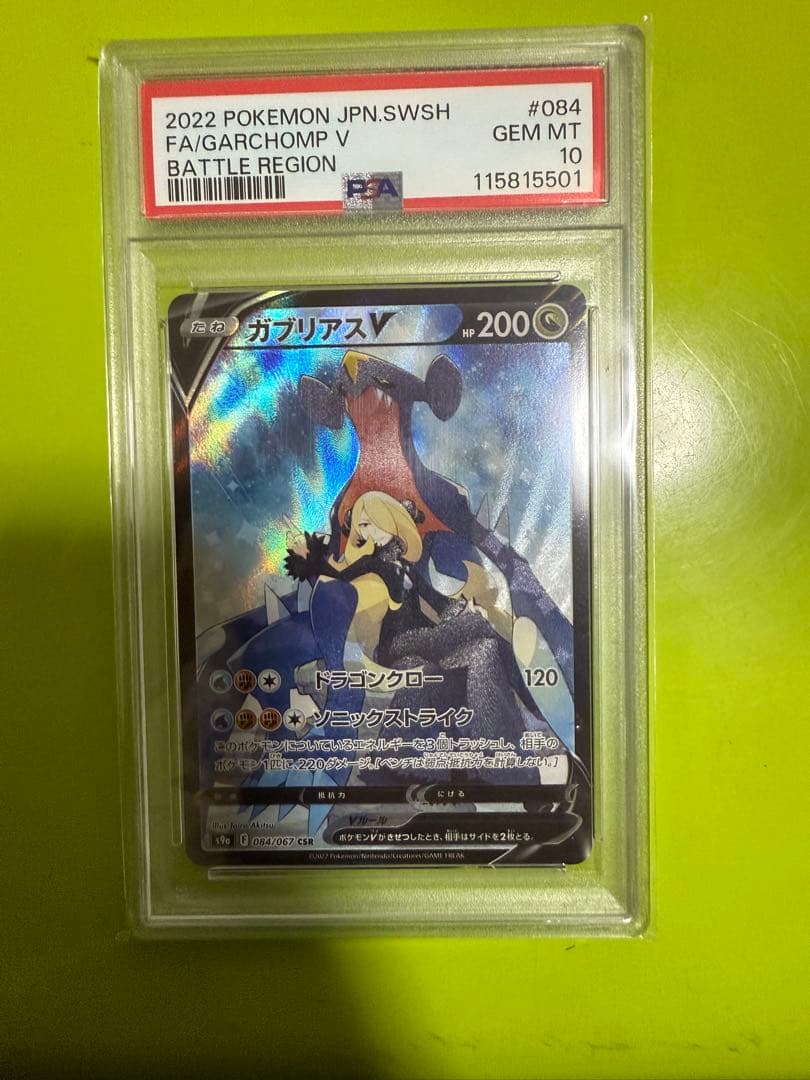 2022 POKEMON JPN.SWSH #084
FA/GARCHOMP V GEM MT
BATTLE REGION 10
PSA 115815501
たね ガブリアスV HP 200
ドラゴンクロー 120
ソニックストライク
このポケモンについているエネルギーを3個トラッシュし、相手の
ポケモン1匹に、220ダメージ。[ベンチは弱点・抵抗力を計算しない。]
抵抗力 にげる
Vルール
ポケモンVがきぜつしたとき、相手はサイドを2枚とる。
Illus. Taira Akitsu
s9a F 084/067 CSR
©2022 Pokémon/Nintendo/Creatures/GAME FREAK